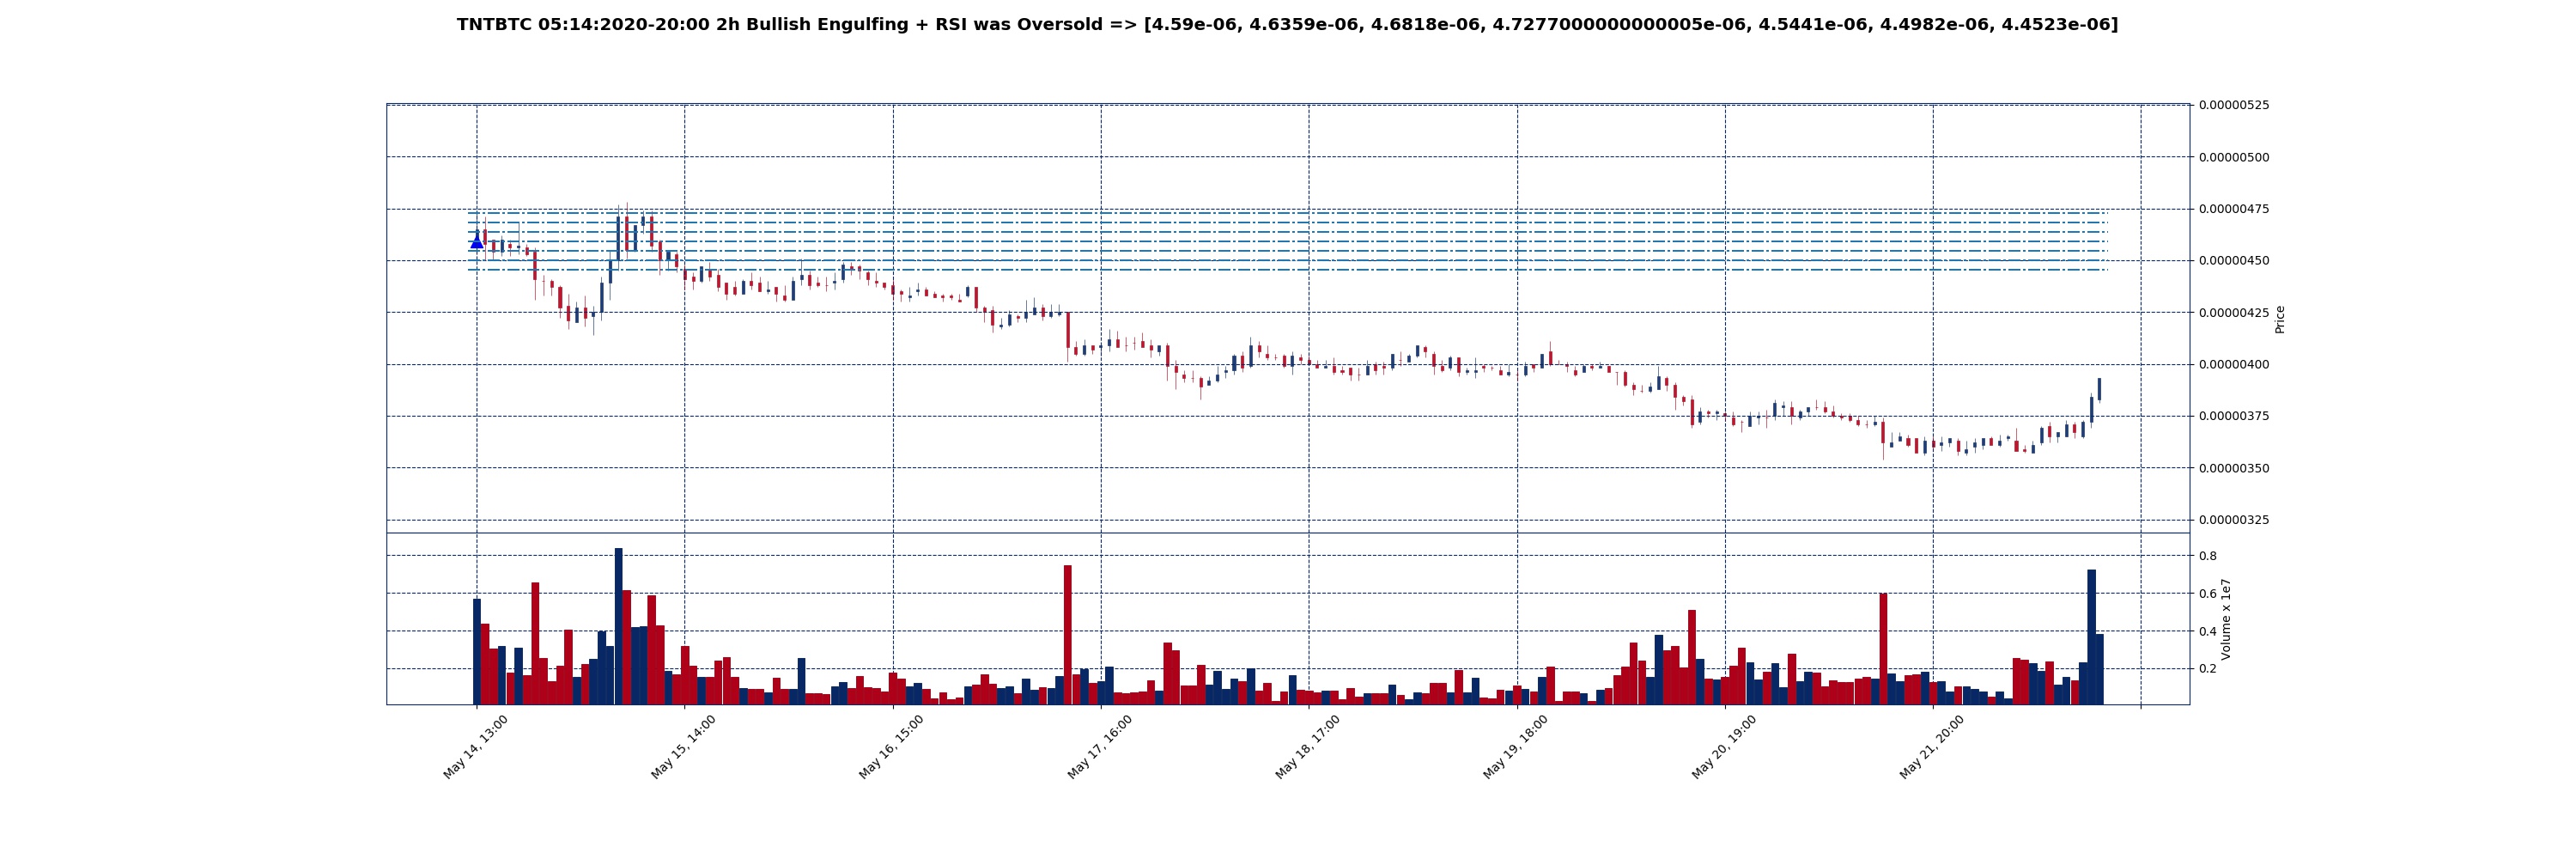 TNTBTC 05:14:2020-20:00 2h Bullish Engulfing + RSI was Oversold => [4.59e-06, 4.6359e-06, 4.6818e-06, 4.7277000000000005e-06, 4.5441e-06, 4.4982e-06, 4.4523e-06]
0.00000525
0.00000500
0.00000475
0.00000450
0.00000425
0.00000400
0.00000375
0.00000350
0.00000325
Price
0.8
0.6
0.4
0.2
Volume x 1e7
May 14, 13:00
May 15, 14:00
May 16, 15:00
May 17, 16:00
May 18, 17:00
May 19, 18:00
May 20, 19:00
May 21, 20:00